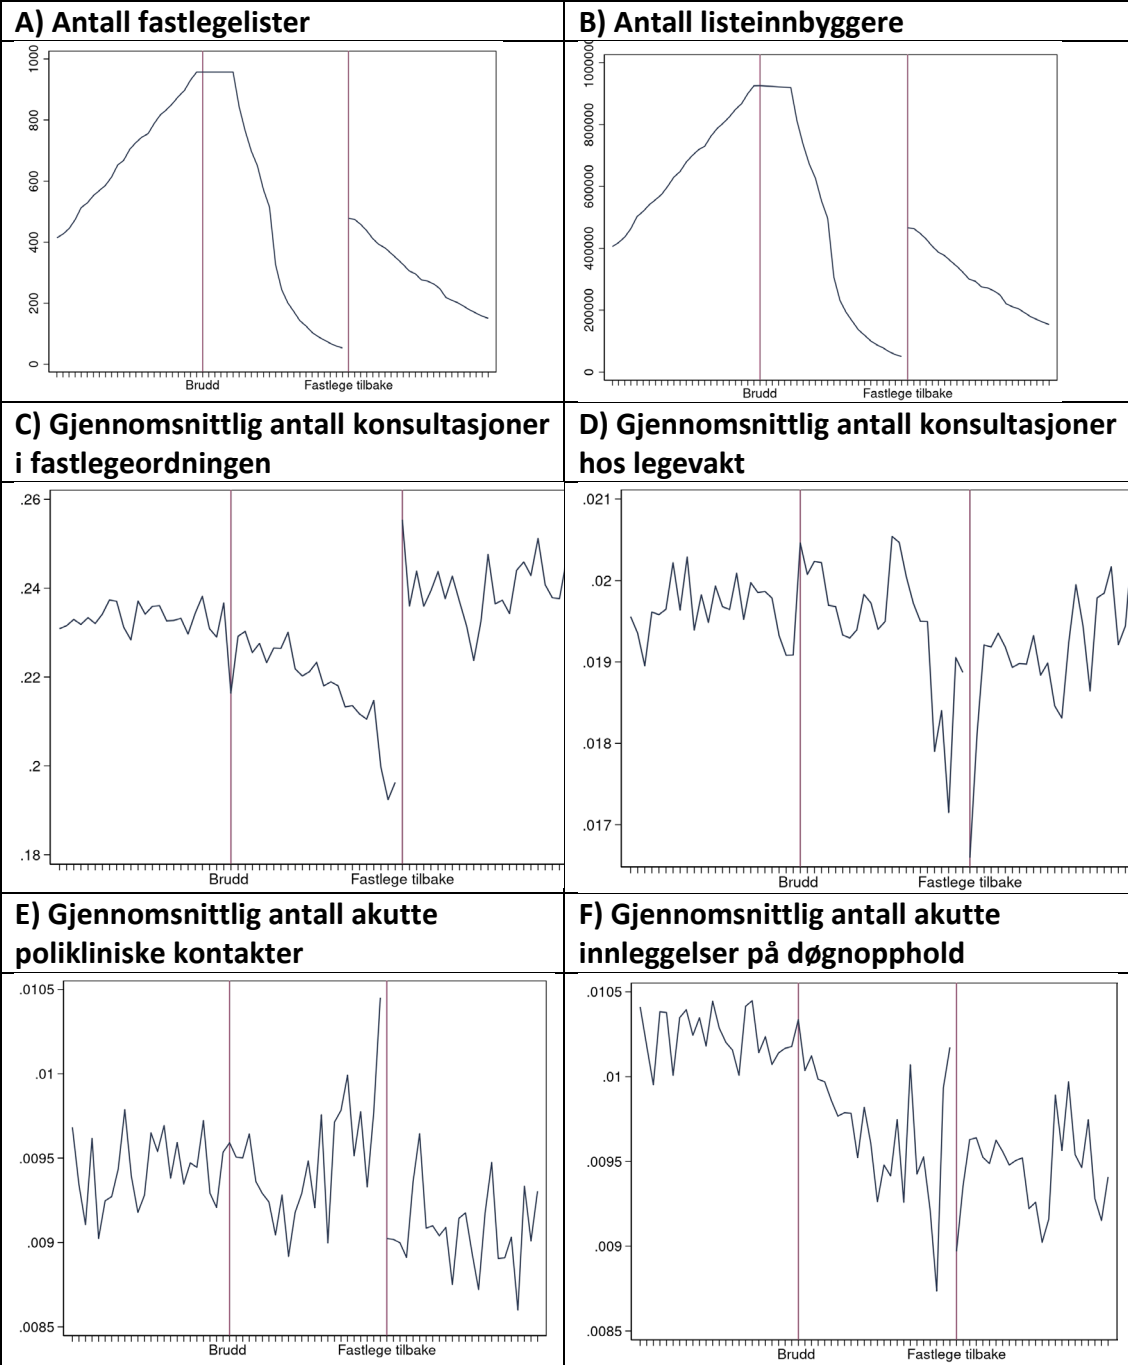 A) Antall fastlegelister
1000
800
600
400
200
0
Brudd
Fastlege tilbake
B) Antall listeinnbyggere
1000000
800000
600000
400000
200000
0
Brudd
Fastlege tilbake
C) Gjennomsnittlig antall konsultasjoner
i fastlegeordningen
.26
.24
.22
.2
.18
Brudd
Fastlege tilbake
D) Gjennomsnittlig antall konsultasjoner
hos legevakt
.021
.02
.019
.018
.017
Brudd
Fastlege tilbake
E) Gjennomsnittlig antall akutte
polikliniske kontakter
.0105
.01
.0095
.009
.0085
Brudd
Fastlege tilbake
F) Gjennomsnittlig antall akutte
innleggelser på døgnopphold
.0105
.01
.0095
.009
.0085
Brudd
Fastlege tilbake